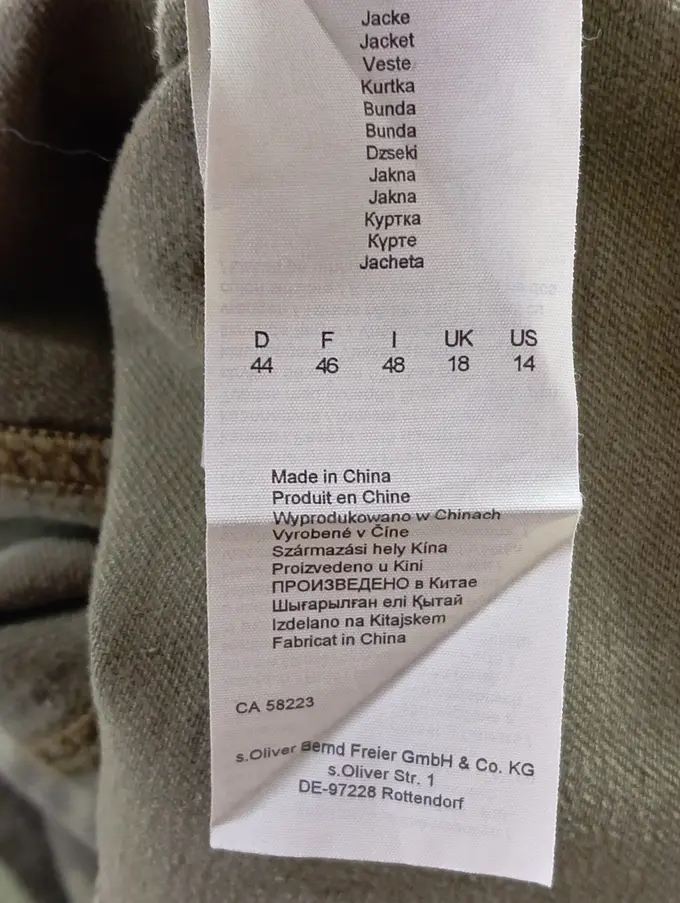 Jacke
Jacket
Veste
Kurtka
Bunda
Bunda
Dzseki
Jakna
Jakna
Куртка
Күрте
Jacheta
D F I UK US
44 46 48 18 14
Made in China
Produit en Chine
Wyprodukowano w Chinach
Vyrobené v Číne
Származási hely Kína
Proizvedeno u Kini
ПРОИЗВЕДЕНО в Китае
Шығарылған елі Қытай
Izdelano na Kitajskem
Fabricat in China
CA 58223
s.Oliver Bernd Freier GmbH & Co. KG
s.Oliver Str. 1
DE-97228 Rottendorf